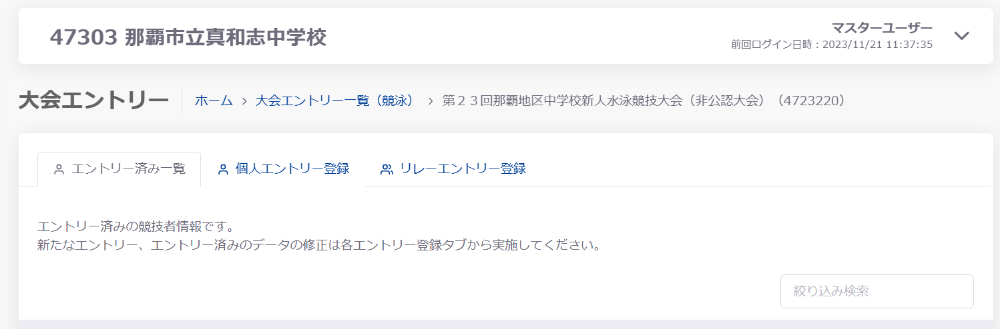 47303 那覇市立真和志中学校
マスターユーザー
前回ログイン日時：2023/11/21 11:37:35
大会エントリー
ホーム > 大会エントリー一覧（競泳） > 第２３回那覇地区中学校新人水泳競技大会（非公認大会）（4723220）
エントリー済み一覧
個人エントリー登録
リレーエントリー登録
エントリー済みの競技者情報です。
新たなエントリー、エントリー済みのデータの修正は各エントリー登録タブから実施してください。
絞り込み検索